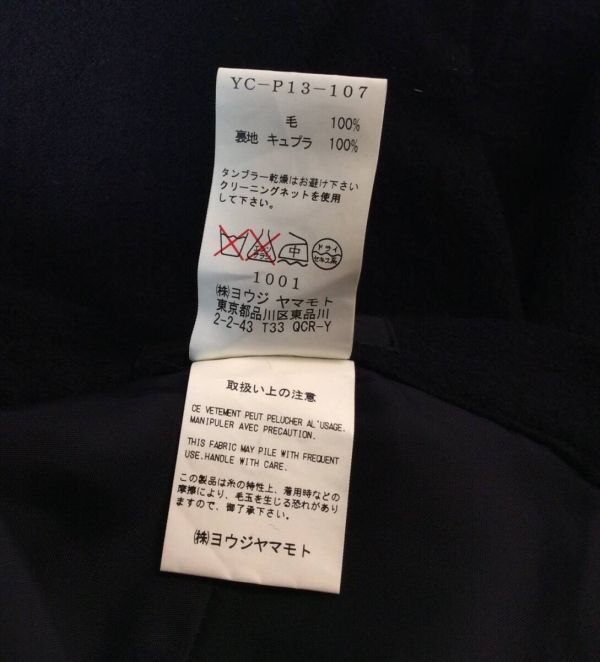 YC-P13-107
毛 100%
裏地 キュプラ 100%
タンブラー乾燥はお避け下さい
クリーニングネットを使用
して下さい。
中 ドライ セキユ系
1001
㈱ヨウジ ヤマモト
東京都品川区東品川
2-2-43 T33 QCR-Y
取扱い上の注意
CE VETEMENT PEUT PELUCHER AL'USAGE.
MANIPULER AVEC PRECAUTION.
THIS FABRIC MAY PILE WITH FREQUENT
USE.HANDLE WITH CARE.
この製品は糸の特性上、着用時などの
摩擦により、毛玉を生じる恐れがあり
ますので、御了承下さい。
㈱ヨウジヤマモト